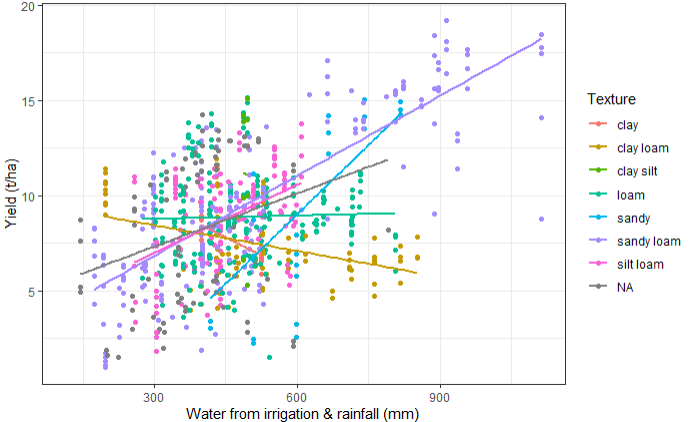 20
15
10
5
Yield (t/ha)
300
600
900
Water from irrigation & rainfall (mm)
Texture
clay
clay loam
clay silt
loam
sandy
sandy loam
silt loam
NA